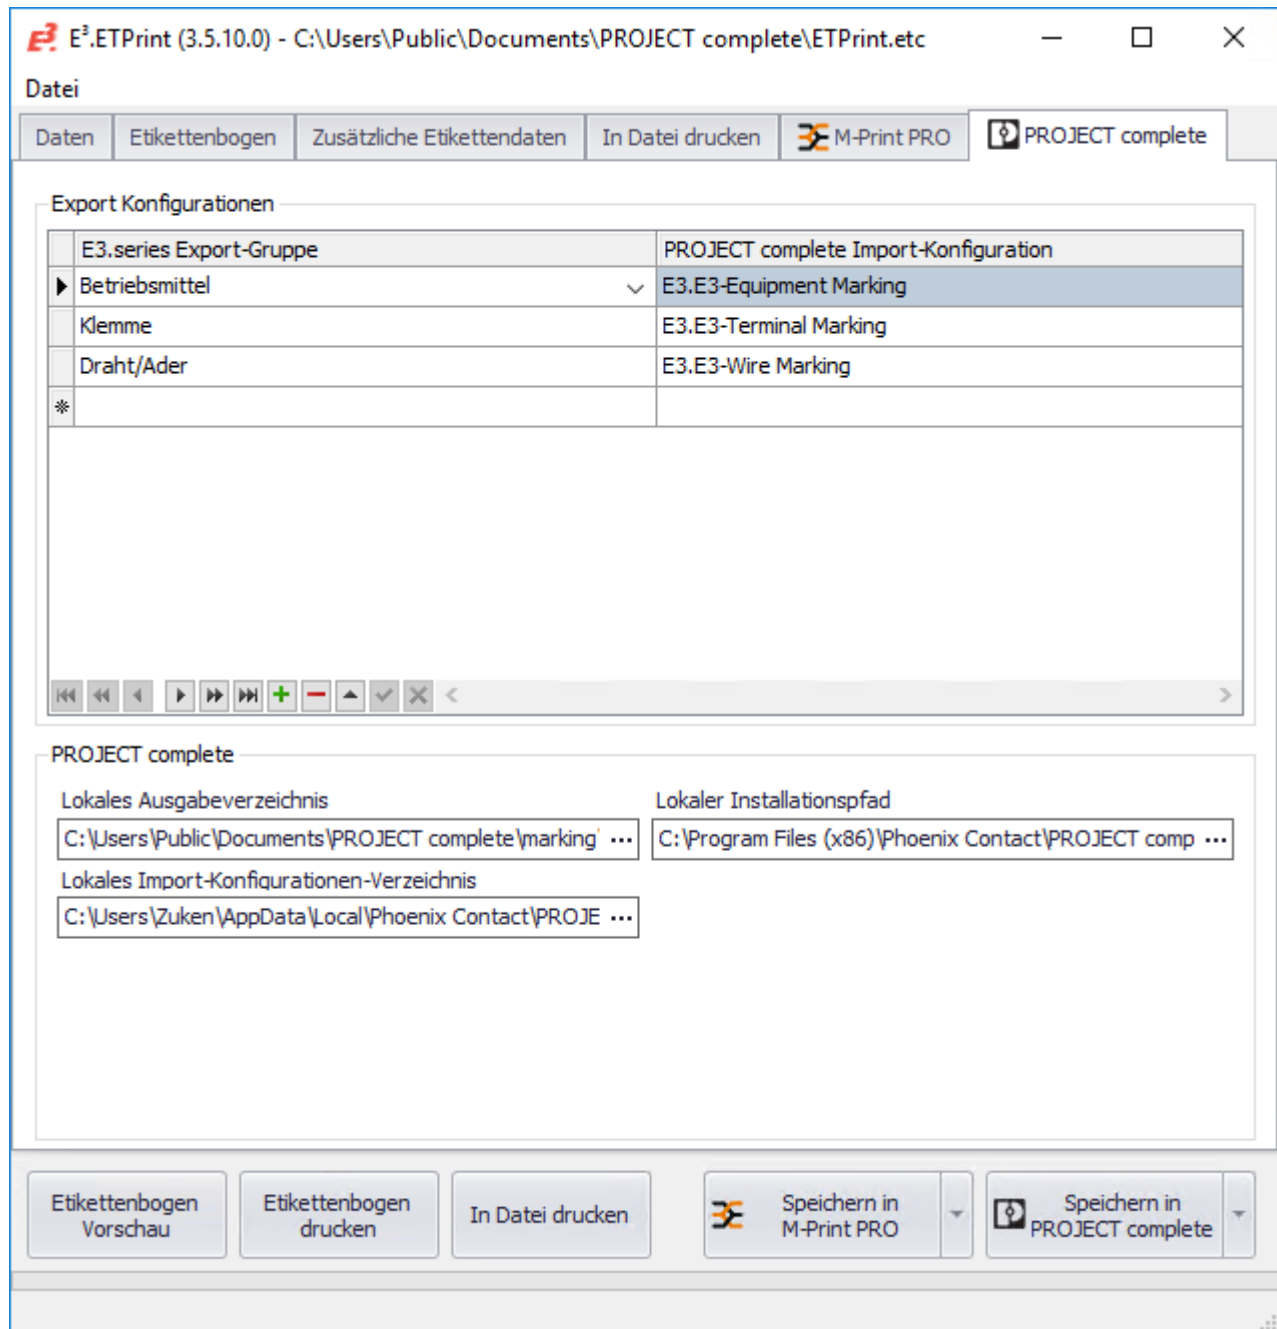 E³.ETPrint (3.5.10.0) - C:\Users\Public\Documents\PROJECT complete\ETPrint.etc
Datei
Daten Etikettenbogen Zusätzliche Etikettendaten In Datei drucken M-Print PRO PROJECT complete
Export Konfigurationen
E3.series Export-Gruppe PROJECT complete Import-Konfiguration
Betriebsmittel E3.E3-Equipment Marking
Klemme E3.E3-Terminal Marking
Draht/Ader E3.E3-Wire Marking
PROJECT complete
Lokales Ausgabeverzeichnis Lokaler Installationspfad
C:\Users\Public\Documents\PROJECT complete\marking\ ... C:\Program Files (x86)\Phoenix Contact\PROJECT comp ...
Lokales Import-Konfigurationen-Verzeichnis
C:\Users\Zuken\AppData\Local\Phoenix Contact\PROJE ...
Etikettenbogen Vorschau
Etikettenbogen drucken
In Datei drucken
Speichern in M-Print PRO
Speichern in PROJECT complete